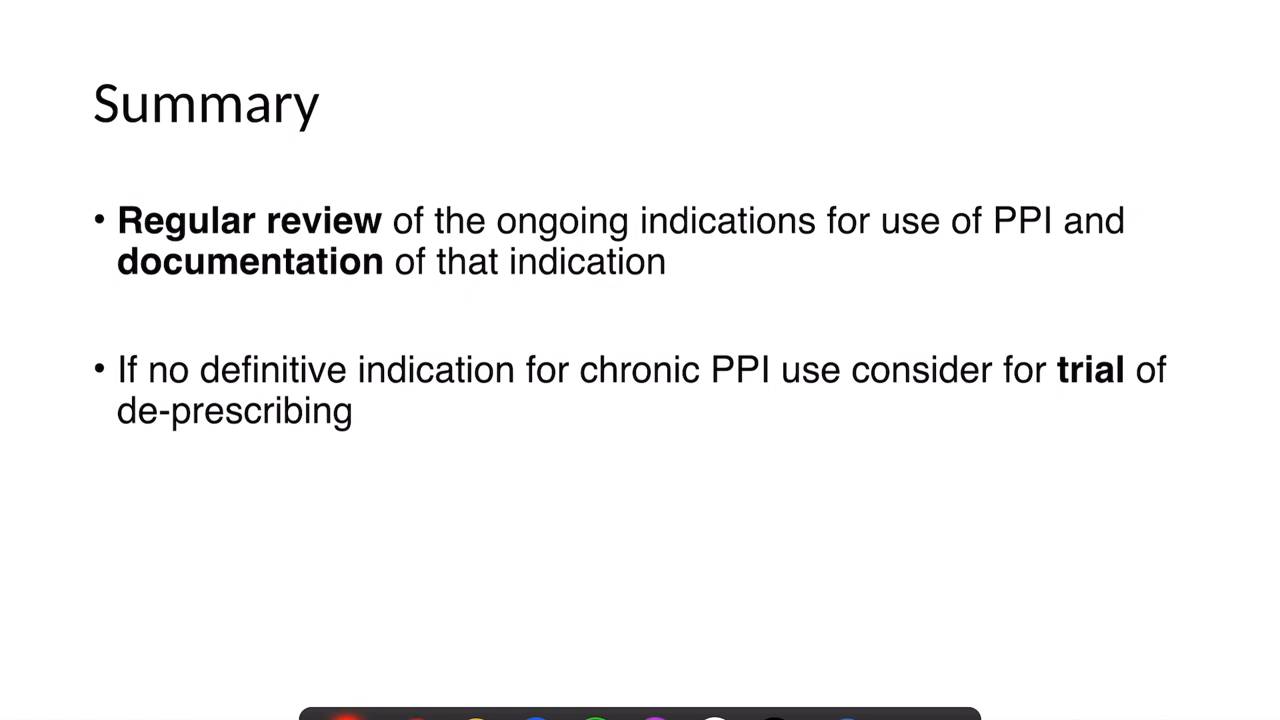 Summary
• Regular review of the ongoing indications for use of PPI and
documentation of that indication
• If no definitive indication for chronic PPI use consider for trial of
de-prescribing